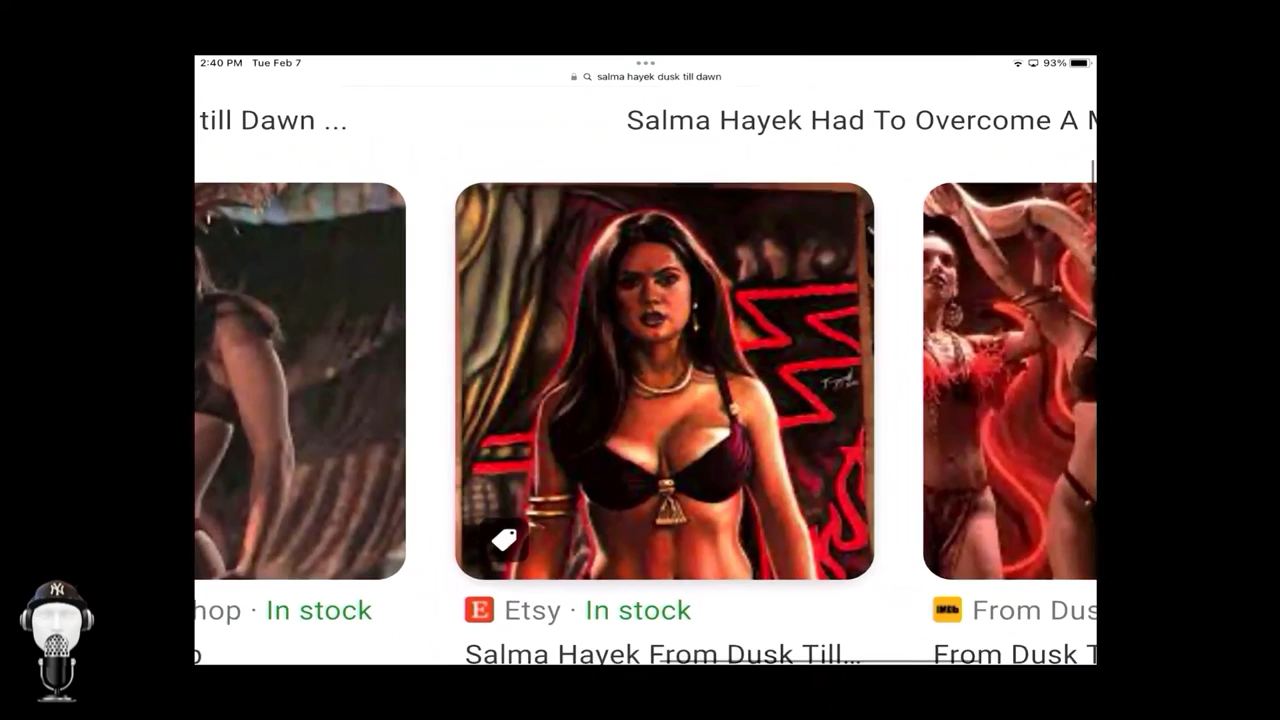 2:40 PM Tue Feb 7
93%
salma hayek dusk till dawn
till Dawn ...
Salma Hayek Had To Overcome A
hop · In stock
E Etsy · In stock
IMDb From Dus
Salma Hayek From Dusk Till...
From Dusk T